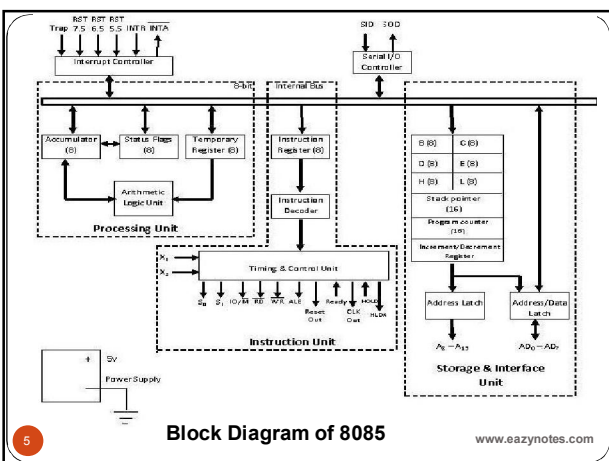 RST RST RST
Trap 7.5 6.5 5.5 INTR INTA
Interrupt Controller
SID SOD
Serial I/O
Controller
8-bit Internal Bus
Accumulator
(8)
Status Flags
(8)
Temporary
Register (8)
Instruction
Register (8)
B (8) C (8)
D (8) E (8)
H (8) L (8)
Stack pointer
(16)
Program counter
(16)
Increment/Decrement
Register
Arithmetic
Logic Unit
Instruction
Decoder
Processing Unit
X₁
X₂
Timing & Control Unit
S₀ S₁ IO/M RD WR ALE Reset Out Ready CLK Out HOLD HLDA
Instruction Unit
Address Latch
Address/Data
Latch
A₈ – A₁₅ AD₀ – AD₇
Storage & Interface
Unit
+ 5v
Power Supply
5
Block Diagram of 8085
www.eazynotes.com